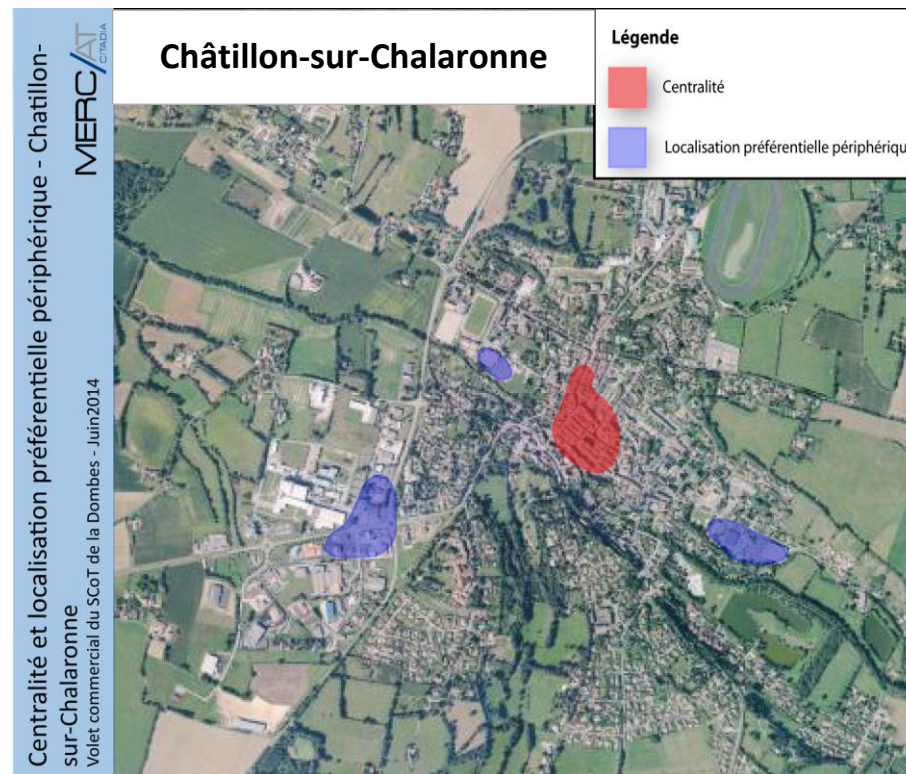 Centralité et localisation préférentielle périphérique - Chatillon-
sur-Chalaronne
Volet commercial du SCoT de la Dombes - Juin2014
MERC/AT
CITADIA
Châtillon-sur-Chalaronne
Légende
Centralité
Localisation préférentielle périphériqu